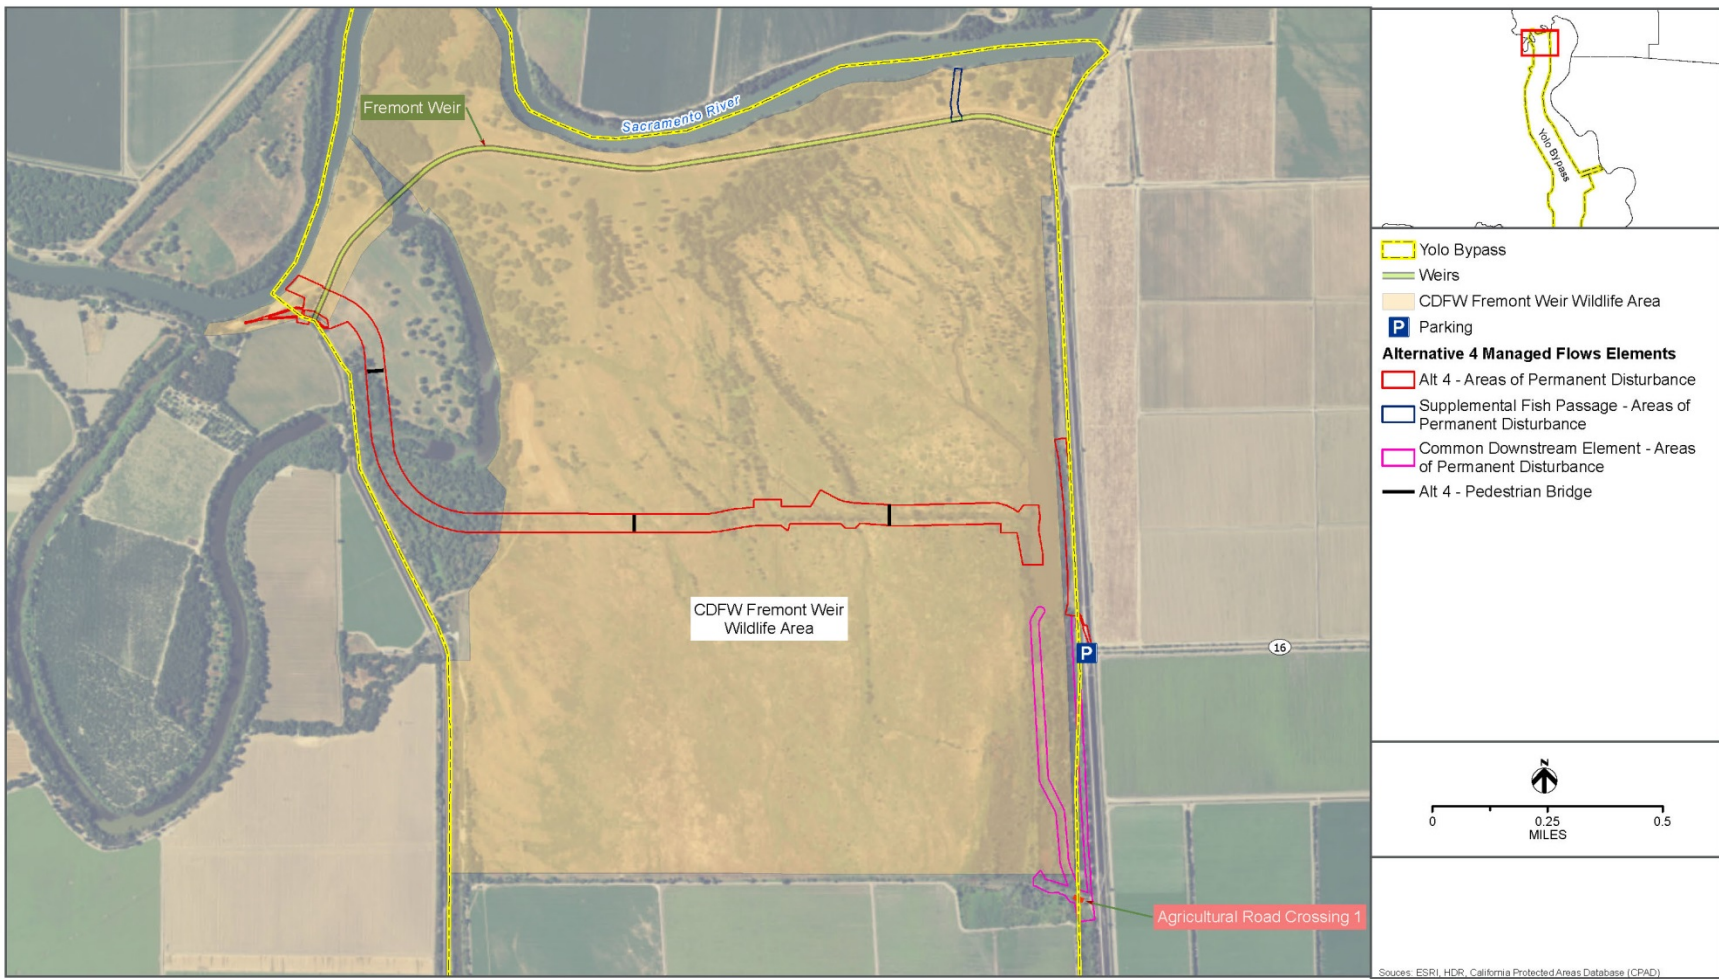 Fremont Weir
Sacramento River
CDFW Fremont Weir
Wildlife Area
P
16
Agricultural Road Crossing 1
Yolo Bypass
Yolo Bypass
Weirs
CDFW Fremont Weir Wildlife Area
P Parking
Alternative 4 Managed Flows Elements
Alt 4 - Areas of Permanent Disturbance
Supplemental Fish Passage - Areas of
Permanent Disturbance
Common Downstream Element - Areas
of Permanent Disturbance
Alt 4 - Pedestrian Bridge
N
0 0.25 0.5
MILES
Souces: ESRI, HDR, California Protected Areas Database (CPAD)